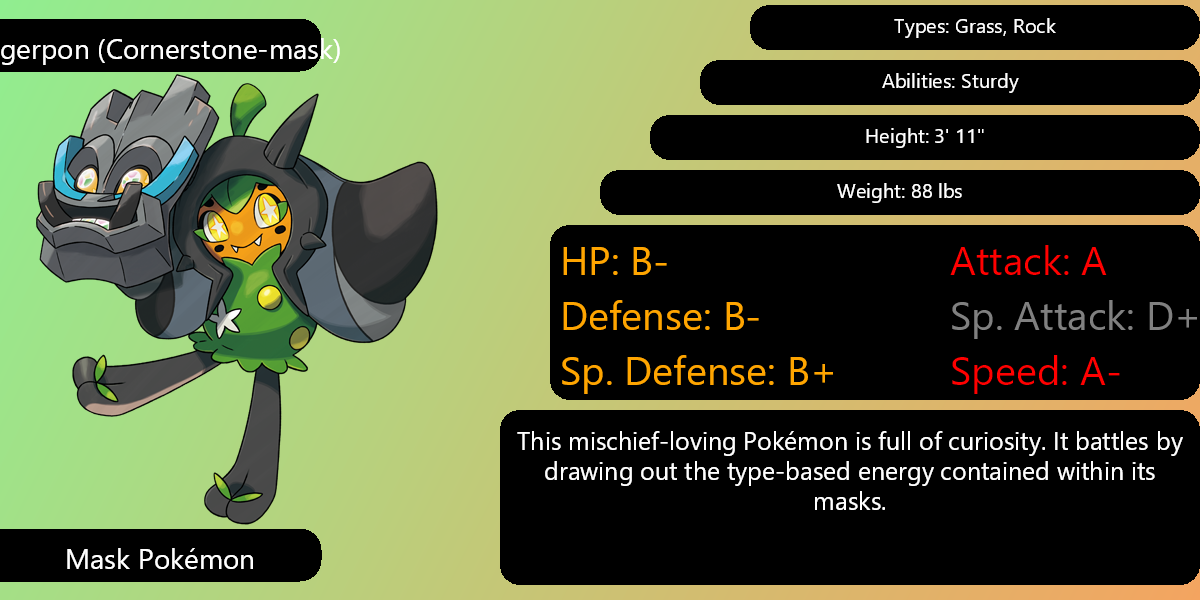 gerpon (Cornerstone-mask)
Types: Grass, Rock
Abilities: Sturdy
Height: 3' 11"
Weight: 88 lbs
HP: B-
Attack: A
Defense: B-
Sp. Attack: D+
Sp. Defense: B+
Speed: A-
This mischief-loving Pokémon is full of curiosity. It battles by
drawing out the type-based energy contained within its
masks.
Mask Pokémon